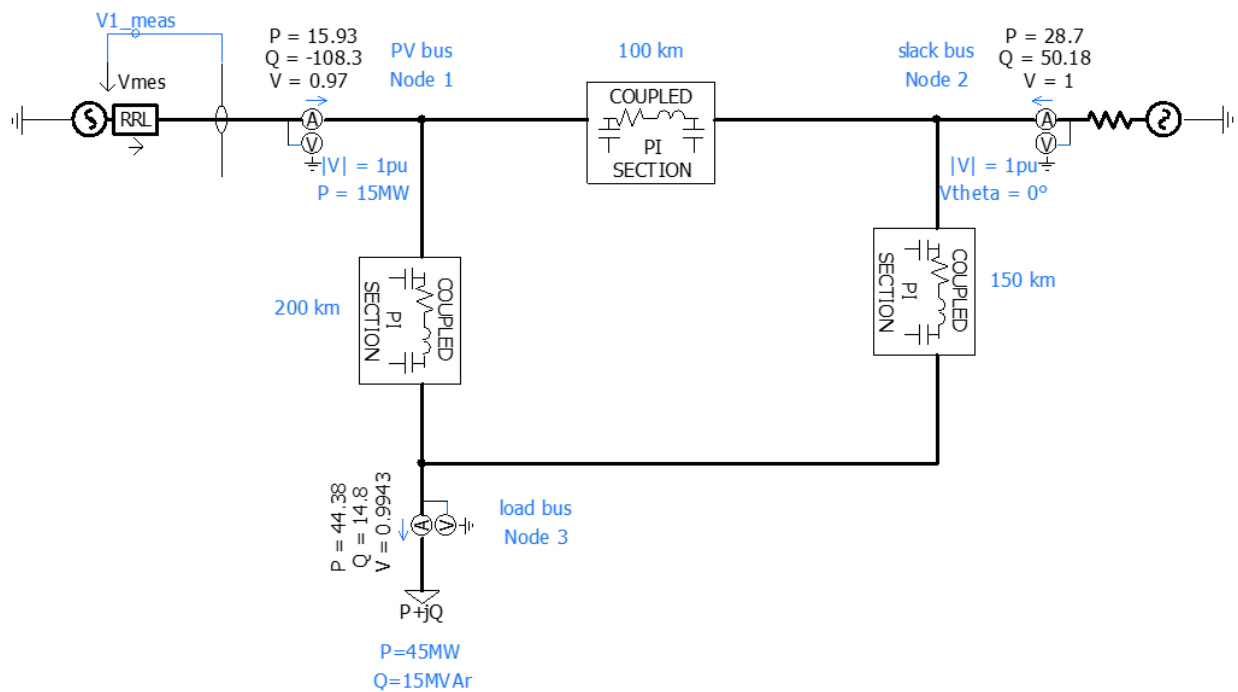 V1_meas
P = 15.93
Q = -108.3
V = 0.97
PV bus
Node 1
100 km
slack bus
Node 2
P = 28.7
Q = 50.18
V = 1
Vmes
RRL
A
V
COUPLED
PI
SECTION
A
V
|V| = 1pu
P = 15MW
|V| = 1pu
Vtheta = 0°
200 km
COUPLED
PI
SECTION
COUPLED
PI
SECTION
150 km
P = 44.38
Q = 14.8
V = 0.9943
A
V
load bus
Node 3
P+jQ
P=45MW
Q=15MVAr